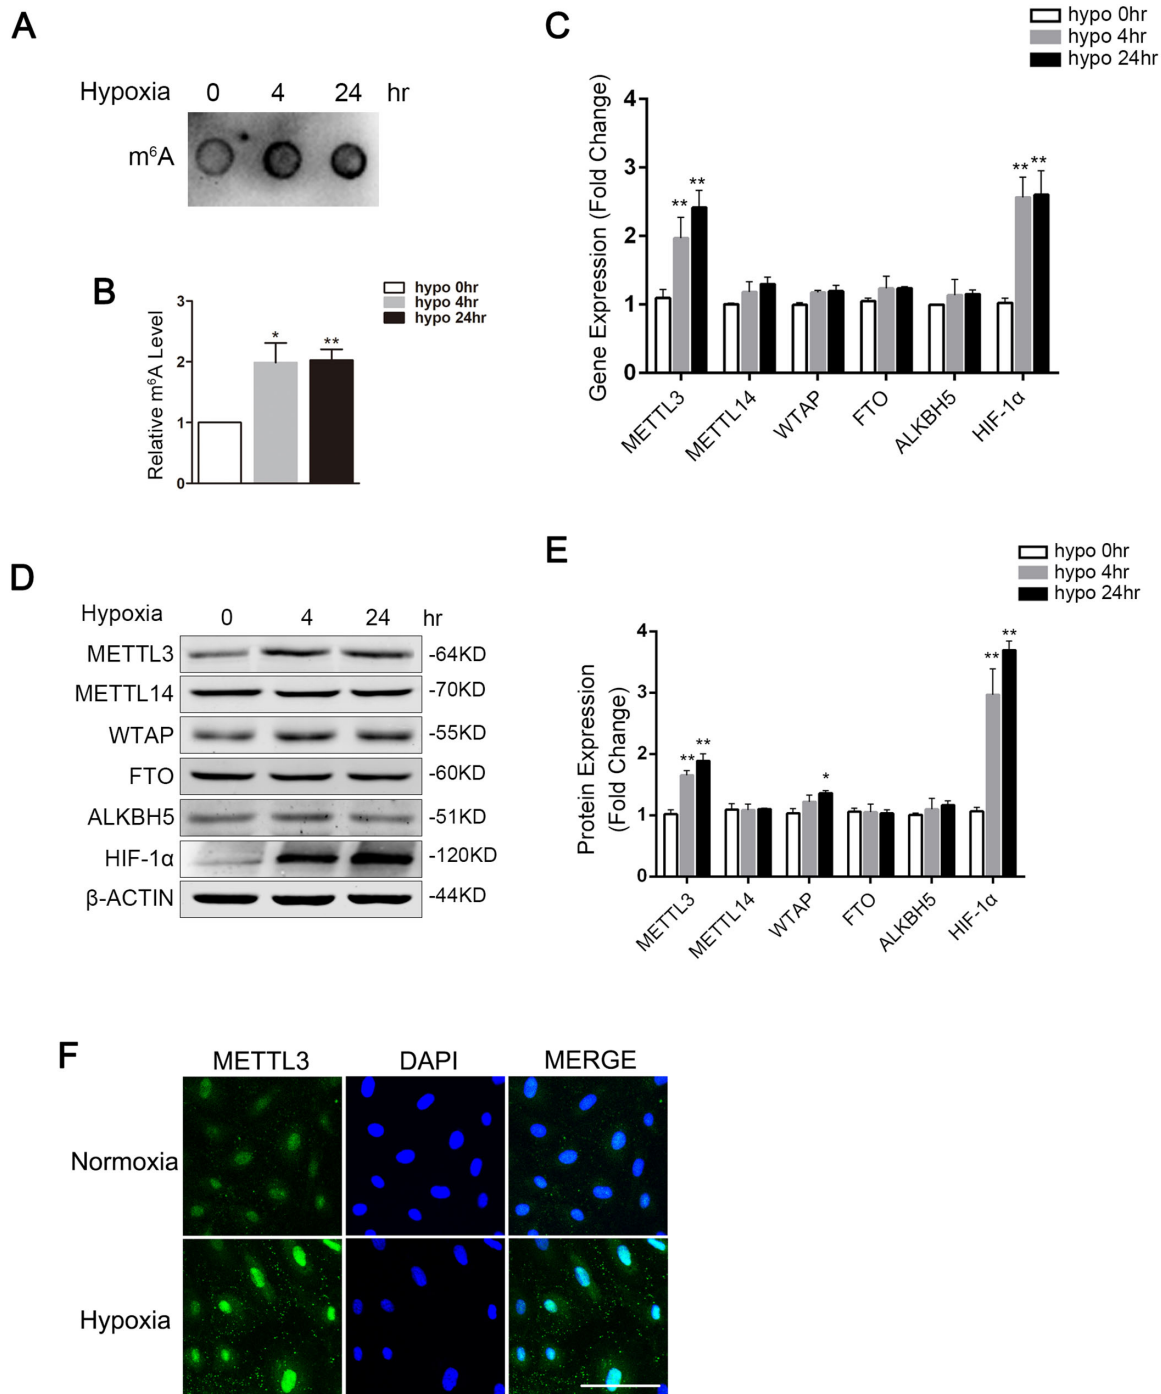 A
Hypoxia 0 4 24 hr
m⁶A
B
hypo 0hr
hypo 4hr
hypo 24hr
Relative m⁶A Level
3
2
1
0
*
**
C
hypo 0hr
hypo 4hr
hypo 24hr
Gene Expression (Fold Change)
4
3
2
1
0
** **
** **
METTL3 METTL14 WTAP FTO ALKBH5 HIF-1α
D
Hypoxia 0 4 24 hr
METTL3 -64KD
METTL14 -70KD
WTAP -55KD
FTO -60KD
ALKBH5 -51KD
HIF-1α -120KD
β-ACTIN -44KD
E
hypo 0hr
hypo 4hr
hypo 24hr
Protein Expression
(Fold Change)
4
3
2
1
0
** **
*
** **
METTL3 METTL14 WTAP FTO ALKBH5 HIF-1α
F
METTL3 DAPI MERGE
Normoxia
Hypoxia